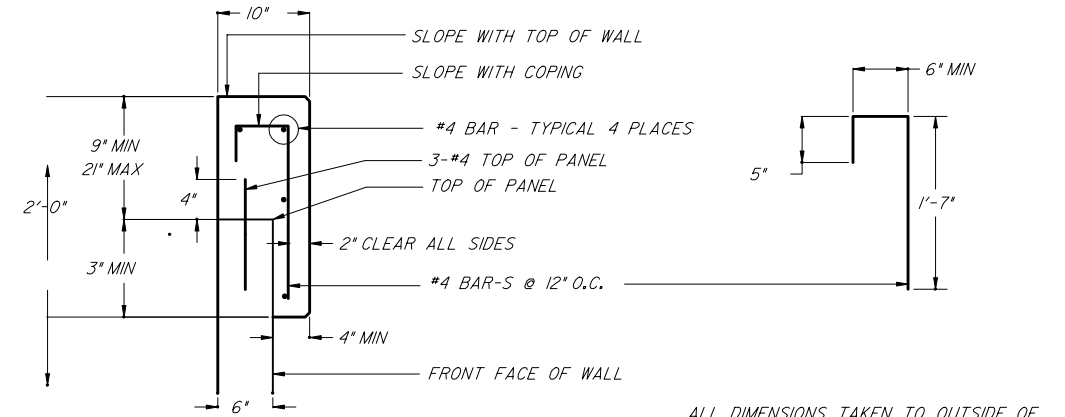 10"
SLOPE WITH TOP OF WALL
SLOPE WITH COPING
6" MIN
#4 BAR - TYPICAL 4 PLACES
9" MIN
21" MAX
3-#4 TOP OF PANEL
5"
4"
TOP OF PANEL
2'-0"
1'-7"
2" CLEAR ALL SIDES
3" MIN
#4 BAR-S @ 12" O.C.
4" MIN
FRONT FACE OF WALL
6"
ALL DIMENSIONS TAKEN TO OUTSIDE OF